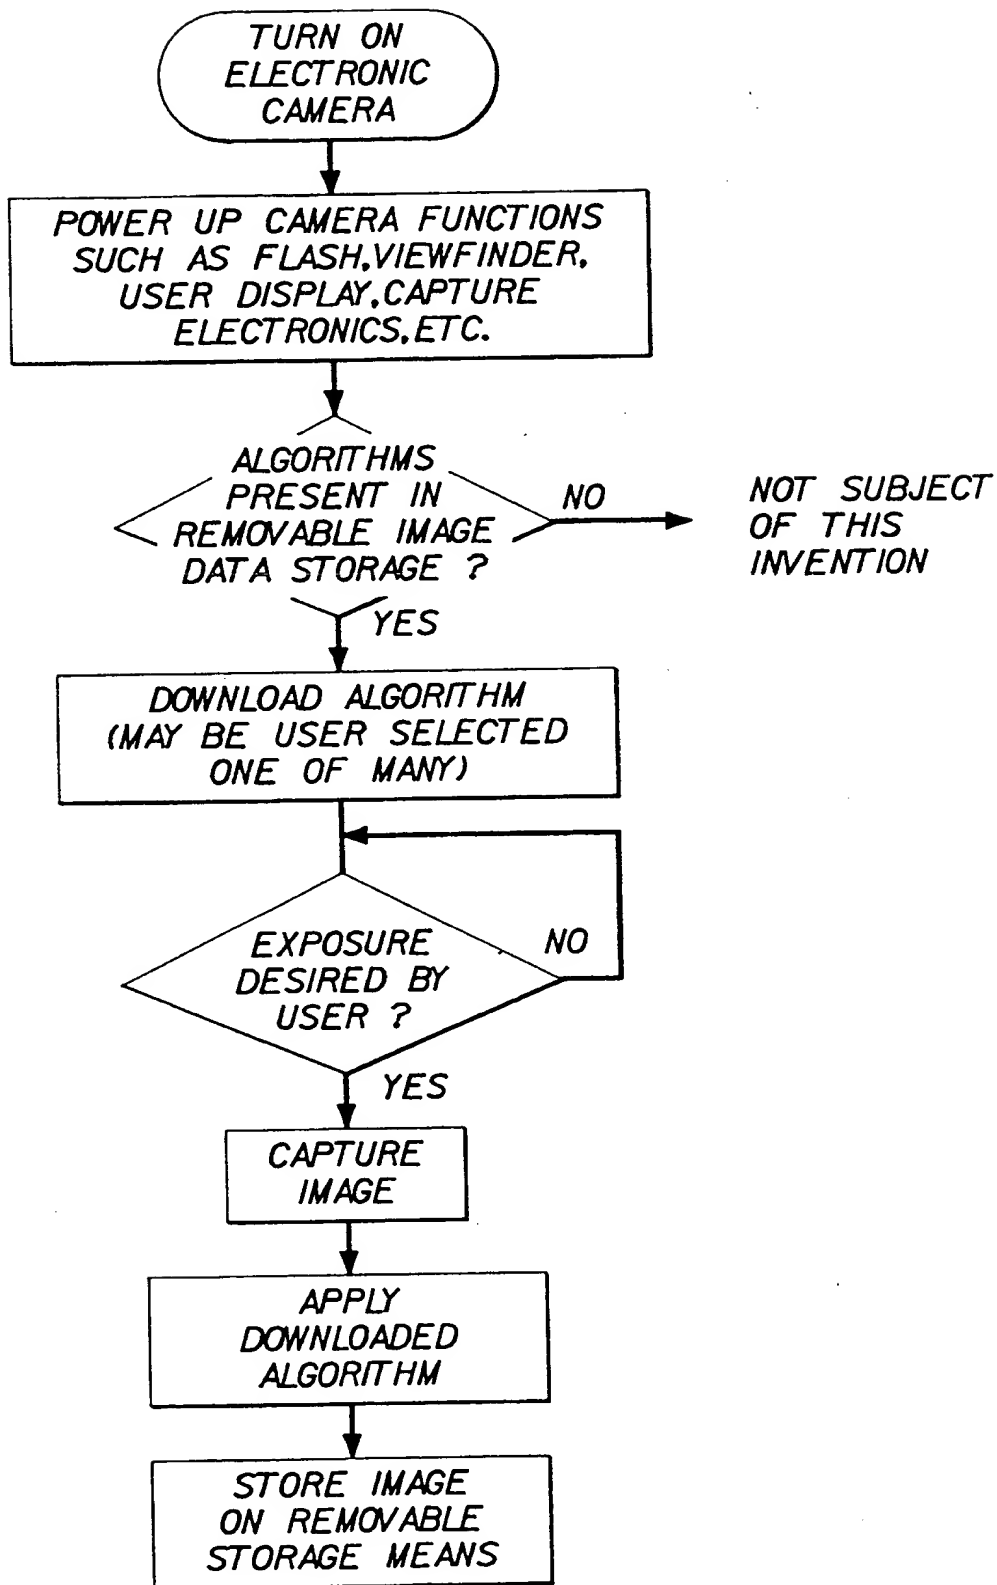 TURN ON
ELECTRONIC
CAMERA
POWER UP CAMERA FUNCTIONS
SUCH AS FLASH,VIEWFINDER,
USER DISPLAY,CAPTURE
ELECTRONICS,ETC.
ALGORITHMS
PRESENT IN
REMOVABLE IMAGE
DATA STORAGE ?
NO
NOT SUBJECT
OF THIS
INVENTION
YES
DOWNLOAD ALGORITHM
(MAY BE USER SELECTED
ONE OF MANY)
EXPOSURE
DESIRED BY
USER ?
NO
YES
CAPTURE
IMAGE
APPLY
DOWNLOADED
ALGORITHM
STORE IMAGE
ON REMOVABLE
STORAGE MEANS